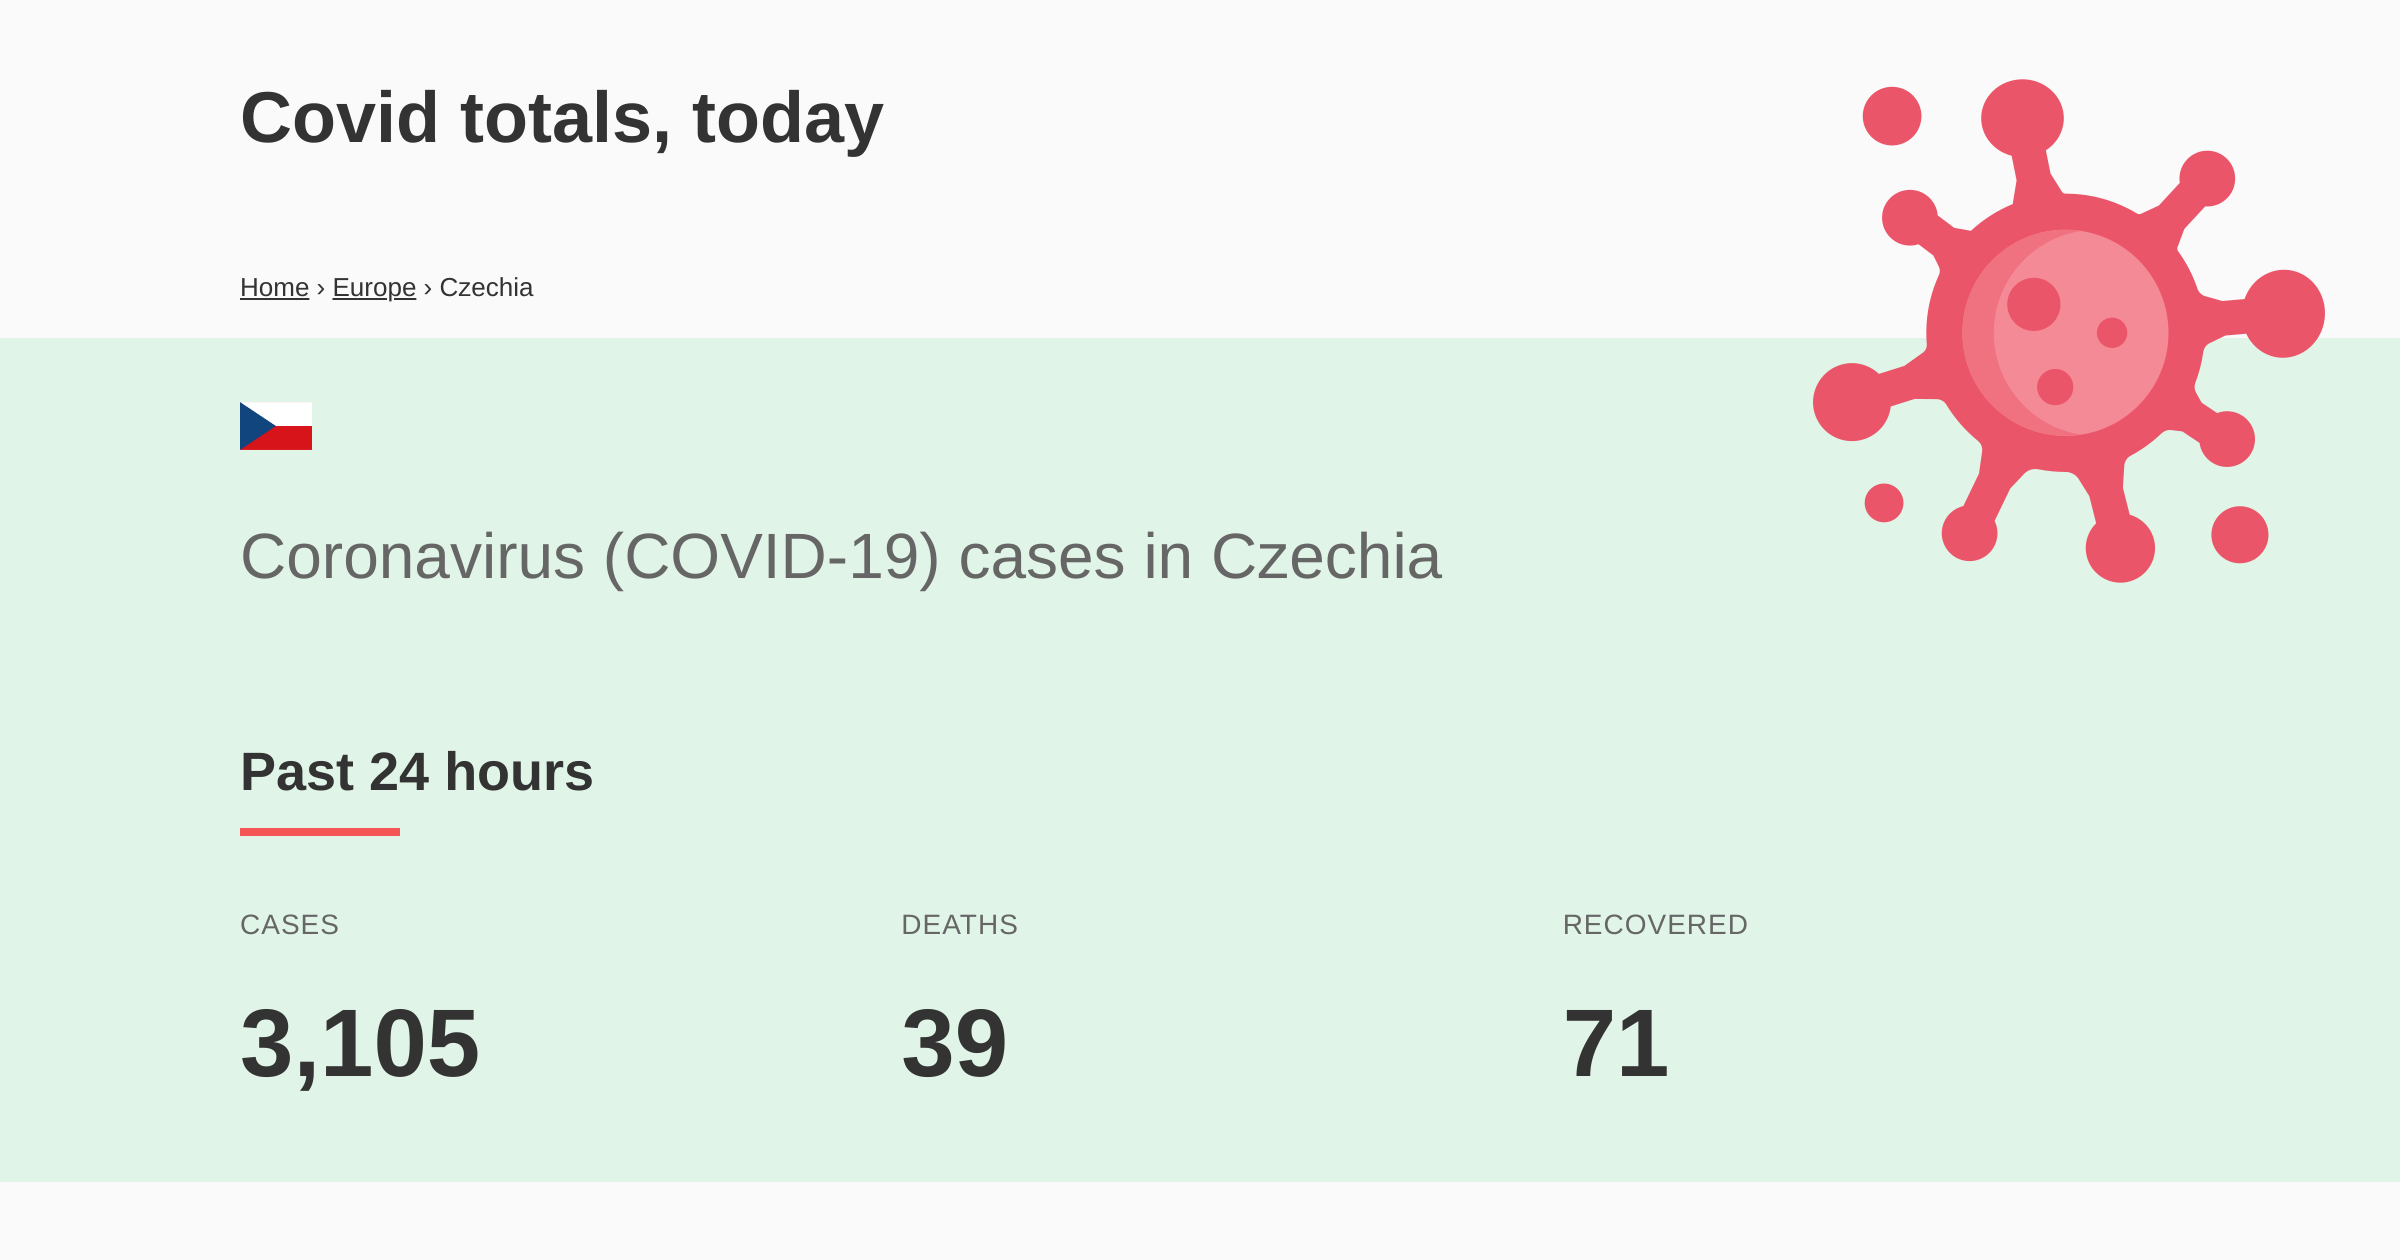 Covid totals, today
Home › Europe › Czechia
Coronavirus (COVID-19) cases in Czechia
Past 24 hours
CASES
DEATHS
RECOVERED
3,105
39
71